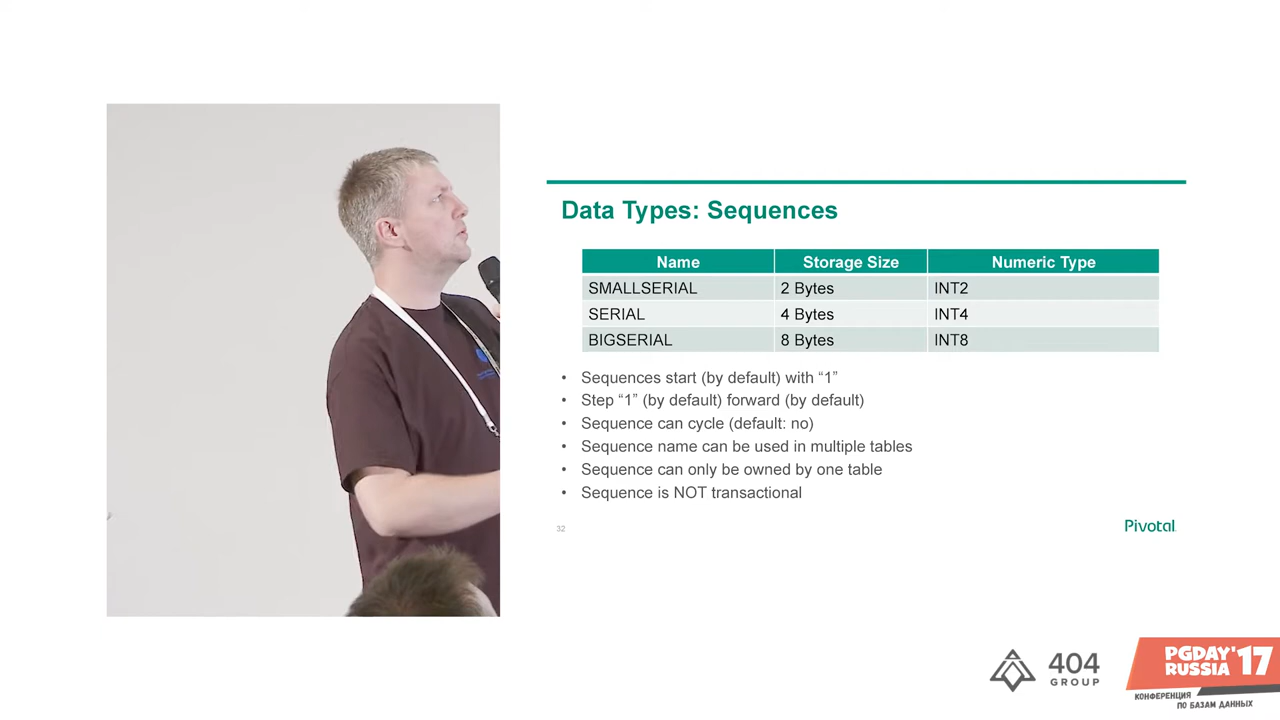 Data Types: Sequences
Name Storage Size Numeric Type
SMALLSERIAL 2 Bytes INT2
SERIAL 4 Bytes INT4
BIGSERIAL 8 Bytes INT8
• Sequences start (by default) with “1”
• Step “1” (by default) forward (by default)
• Sequence can cycle (default: no)
• Sequence name can be used in multiple tables
• Sequence can only be owned by one table
• Sequence is NOT transactional
32
Pivotal
404
GROUP
PGDAY'17
RUSSIA
КОНФЕРЕНЦИЯ
ПО БАЗАМ ДАННЫХ